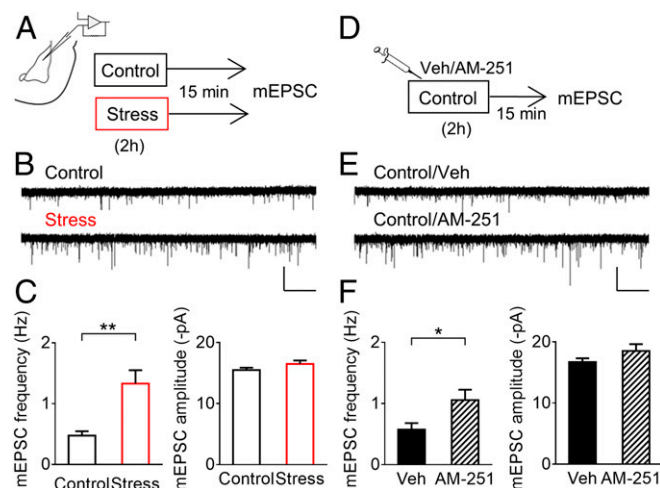 A
Control
15 min
mEPSC
Stress
(2h)
D
Veh/AM-251
Control
mEPSC
15 min
(2h)
B
Control
Stress
E
Control/Veh
Control/AM-251
C
mEPSC frequency (Hz)
2
1
0
**
Control Stress
mEPSC amplitude (-pA)
20
10
0
Control Stress
F
mEPSC frequency (Hz)
2
1
0
*
Veh AM-251
mEPSC amplitude (-pA)
20
10
0
Veh AM-251